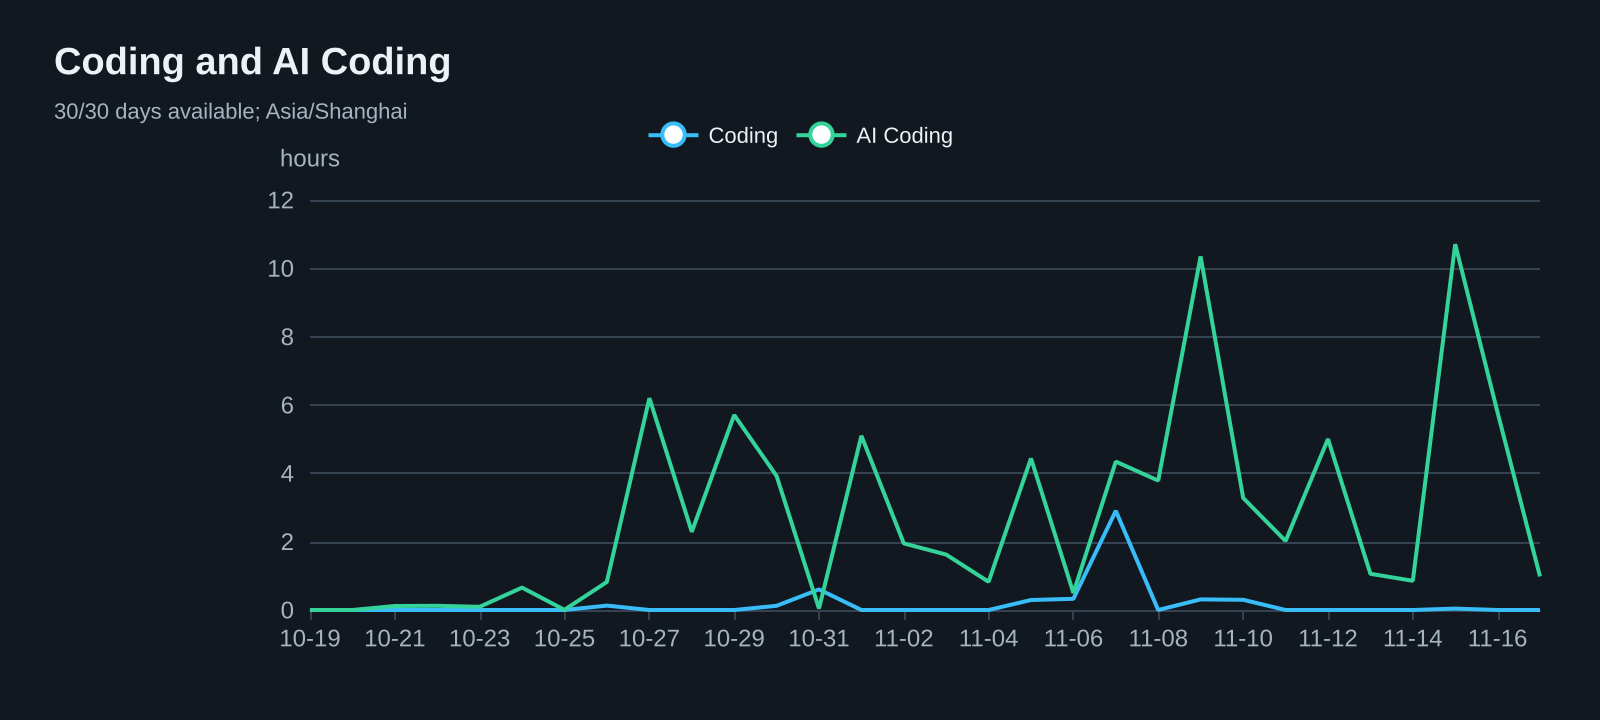 Coding and AI Coding
30/30 days available; Asia/Shanghai
Coding AI Coding
hours
12
10
8
6
4
2
0
10-19 10-21 10-23 10-25 10-27 10-29 10-31 11-02 11-04 11-06 11-08 11-10 11-12 11-14 11-16